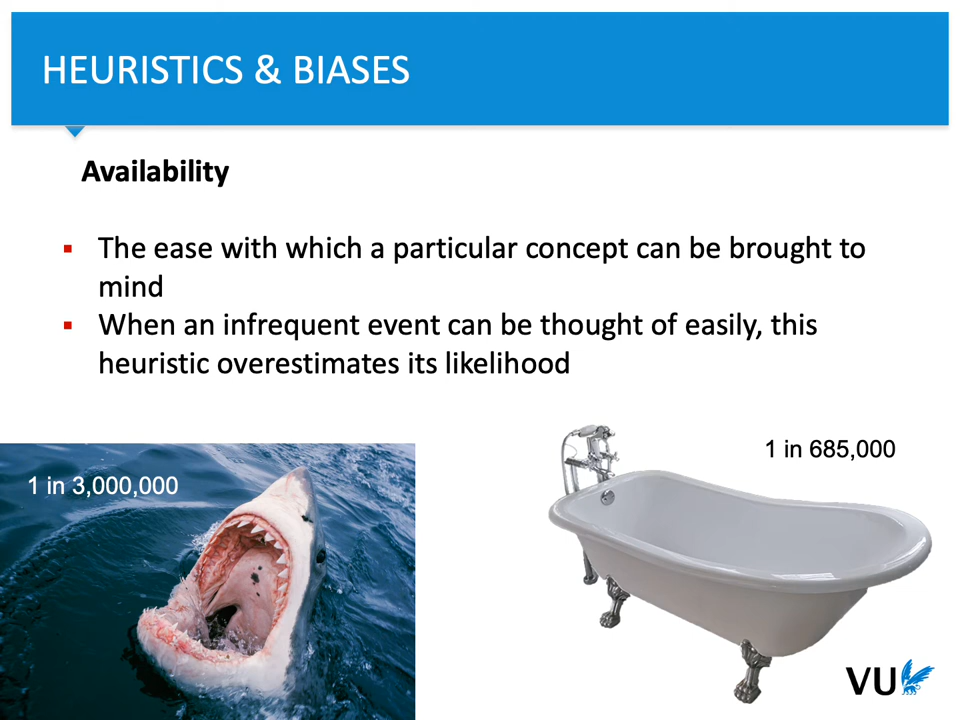 HEURISTICS & BIASES
Availability
▪ The ease with which a particular concept can be brought to
mind
▪ When an infrequent event can be thought of easily, this
heuristic overestimates its likelihood
1 in 3,000,000
1 in 685,000
VU